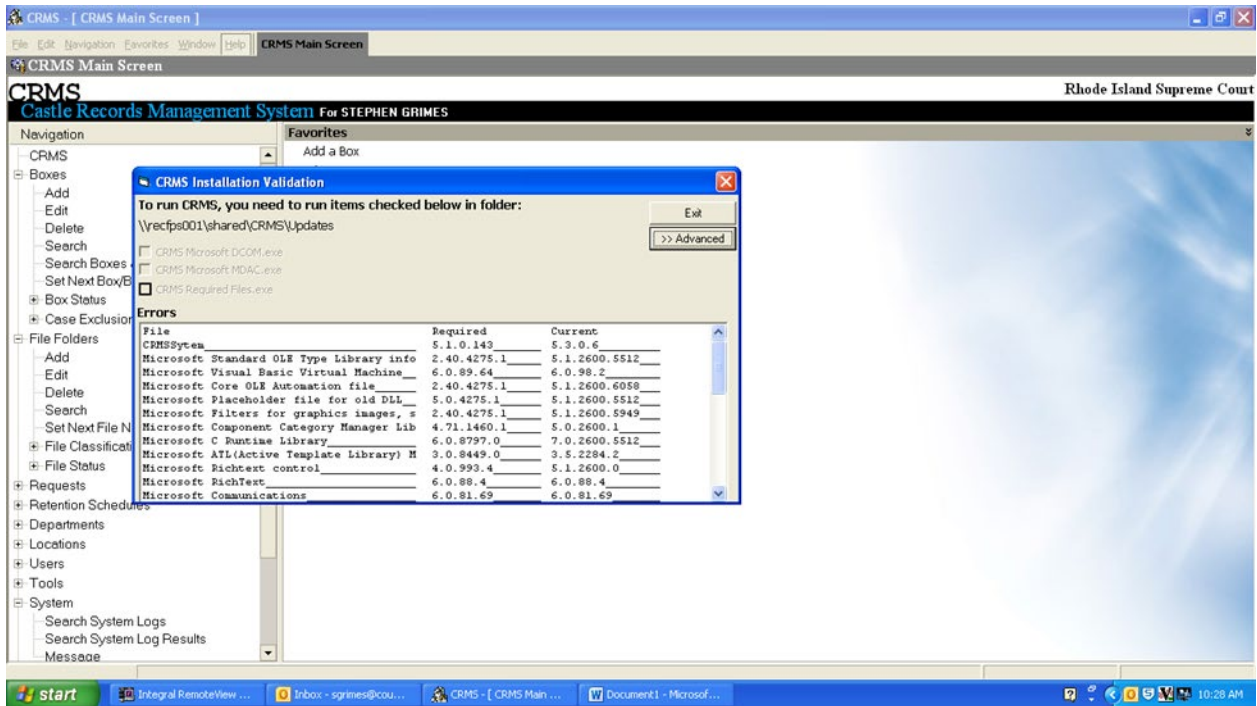 CRMS - [ CRMS Main Screen ]
File Edit Navigation Favorites Window Help CRMS Main Screen
CRMS Main Screen
CRMS Rhode Island Supreme Court
Castle Records Management System For STEPHEN GRIMES
Navigation
CRMS
Boxes
Add
Edit
Delete
Search
Search Boxes
Set Next Box/B
Box Status
Case Exclusion
File Folders
Add
Edit
Delete
Search
Set Next File N
File Classificati
File Status
Requests
Retention Schedules
Departments
Locations
Users
Tools
System
Search System Logs
Search System Log Results
Message
Favorites
Add a Box
CRMS Installation Validation
To run CRMS, you need to run items checked below in folder:
\\recfps001\shared\CRMS\Updates
Exit
>> Advanced
CRMS Microsoft DCOM.exe
CRMS Microsoft MDAC.exe
CRMS Required Files.exe
Errors
File Required Current
CRMSSytem 5.1.0.143 5.3.0.6
Microsoft Standard OLE Type Library info 2.40.4275.1 5.1.2600.5512
Microsoft Visual Basic Virtual Machine 6.0.89.64 6.0.98.2
Microsoft Core OLE Automation file 2.40.4275.1 5.1.2600.6058
Microsoft Placeholder file for old DLL 5.0.4275.1 5.1.2600.5512
Microsoft Filters for graphics images, s 2.40.4275.1 5.1.2600.5949
Microsoft Component Category Manager Lib 4.71.1460.1 5.0.2600.1
Microsoft C Runtime Library 6.0.8797.0 7.0.2600.5512
Microsoft ATL(Active Template Library) M 3.0.8449.0 3.5.2284.2
Microsoft Richtext control 4.0.993.4 5.1.2600.0
Microsoft RichText 6.0.88.4 6.0.88.4
Microsoft Communications 6.0.81.69 6.0.81.69
start Integral RemoteView ... Inbox - sgrimes@cou... CRMS - [ CRMS Main ... Document1 - Microsof... 10:28 AM